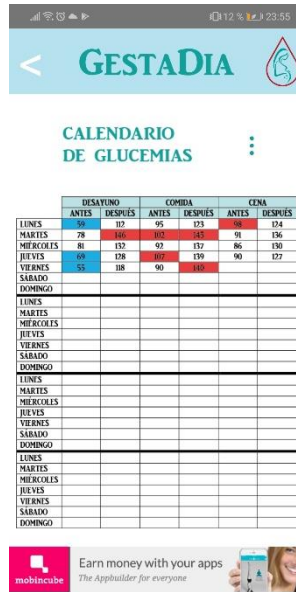 12 % 23:55
GESTADIA
CALENDARIO
DE GLUCEMIAS
DESAYUNO COMIDA CENA
ANTES DESPUÉS ANTES DESPUÉS ANTES DESPUÉS
LUNES 59 112 95 123 98 124
MARTES 78 146 102 145 91 136
MIÉRCOLES 81 132 92 137 86 130
JUEVES 69 128 107 139 90 127
VIERNES 55 118 90 140
SÁBADO
DOMINGO
LUNES
MARTES
MIÉRCOLES
JUEVES
VIERNES
SÁBADO
DOMINGO
LUNES
MARTES
MIÉRCOLES
JUEVES
VIERNES
SÁBADO
DOMINGO
LUNES
MARTES
MIÉRCOLES
JUEVES
VIERNES
SÁBADO
DOMINGO
mobincube
Earn money with your apps
The Appbuilder for everyone